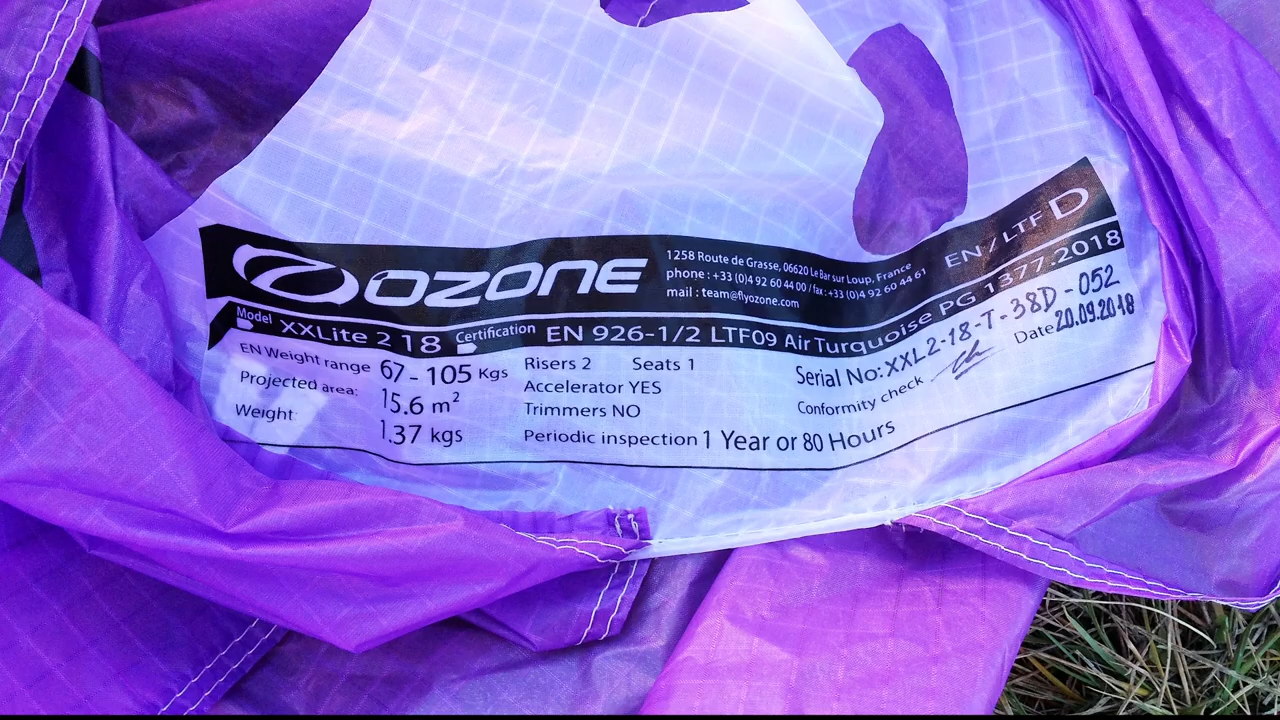 OZONE
1258 Route de Grasse, 06620 Le Bar sur Loup, France
phone : +33 (0)4 92 60 44 00 / fax : +33 (0)4 92 60 44 61
mail : team@flyozone.com
EN / LTF D
Model XXLite 2 18 Certification EN 926-1/2 LTF09 Air Turquoise PG 1377.2018
EN Weight range 67 - 105 Kgs Risers 2 Seats 1 Serial No: XXL2-18-T-38D-052
Projected area: 15.6 m² Accelerator YES Conformity check Date 20.09.2018
Weight: 1.37 kgs Trimmers NO
Periodic inspection 1 Year or 80 Hours